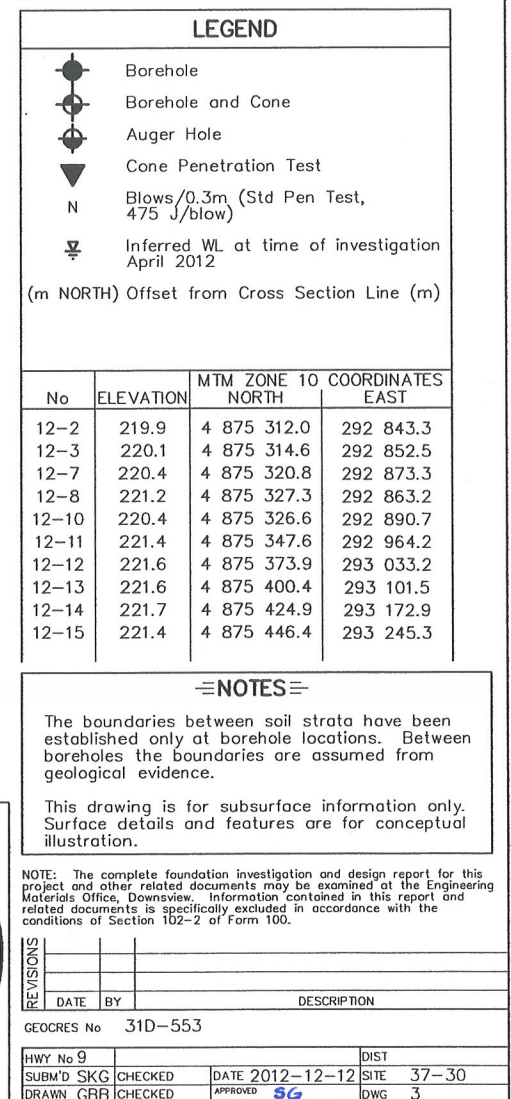 LEGEND
Borehole
Borehole and Cone
Auger Hole
Cone Penetration Test
N Blows/0.3m (Std Pen Test,
475 J/blow)
Inferred WL at time of investigation
April 2012
(m NORTH) Offset from Cross Section Line (m)
MTM ZONE 10 COORDINATES
No ELEVATION NORTH EAST
12-2 219.9 4 875 312.0 292 843.3
12-3 220.1 4 875 314.6 292 852.5
12-7 220.4 4 875 320.8 292 873.3
12-8 221.2 4 875 327.3 292 863.2
12-10 220.4 4 875 326.6 292 890.7
12-11 221.4 4 875 347.6 292 964.2
12-12 221.6 4 875 373.9 293 033.2
12-13 221.6 4 875 400.4 293 101.5
12-14 221.7 4 875 424.9 293 172.9
12-15 221.4 4 875 446.4 293 245.3
NOTES
The boundaries between soil strata have been
established only at borehole locations. Between
boreholes the boundaries are assumed from
geological evidence.
This drawing is for subsurface information only.
Surface details and features are for conceptual
illustration.
NOTE: The complete foundation investigation and design report for this
project and other related documents may be examined at the Engineering
Materials Office, Downsview. Information contained in this report and
related documents is specifically excluded in accordance with the
conditions of Section 102-2 of Form 100.
REVISIONS
DATE BY DESCRIPTION
GEOCRES No 31D-553
HWY No 9 DIST
SUBM'D SKG CHECKED DATE 2012-12-12 SITE 37-30
DRAWN GBB CHECKED APPROVED SG DWG 3